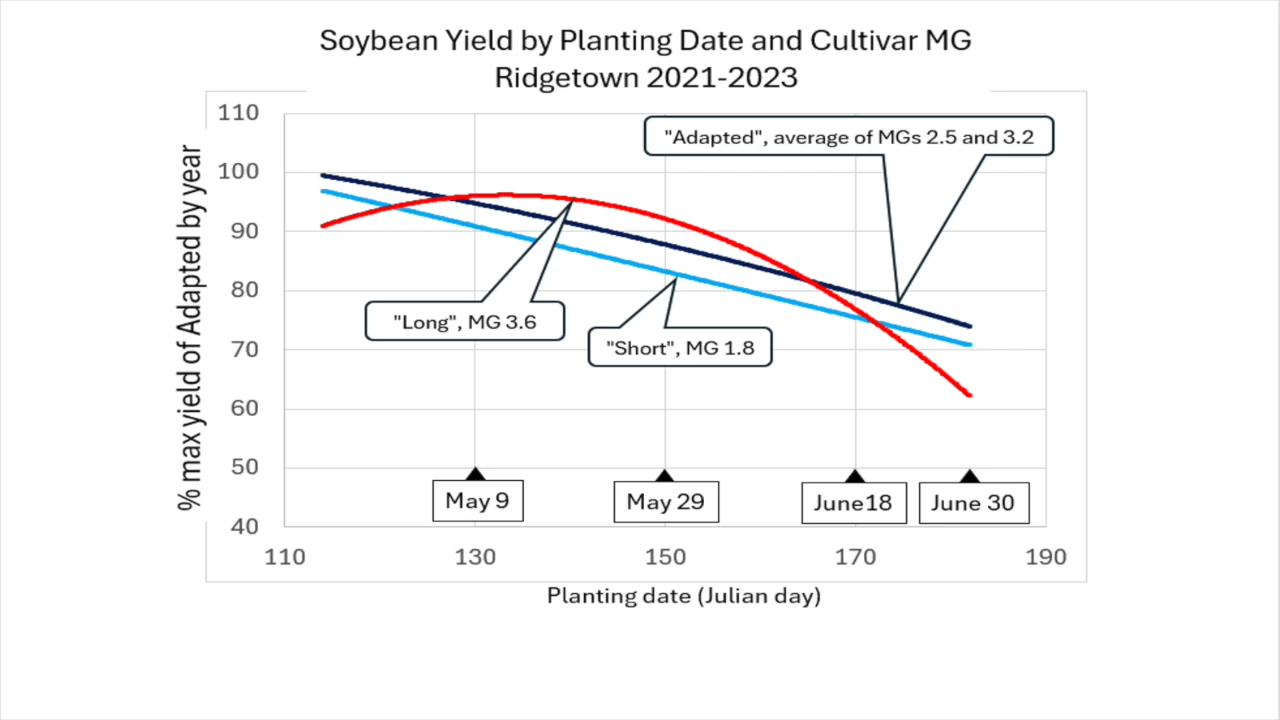 Soybean Yield by Planting Date and Cultivar MG
Ridgetown 2021-2023
% max yield of Adapted by year
110
100
90
80
70
60
50
40
"Adapted", average of MGs 2.5 and 3.2
"Long", MG 3.6
"Short", MG 1.8
May 9
May 29
June18
June 30
110
130
150
170
190
Planting date (Julian day)